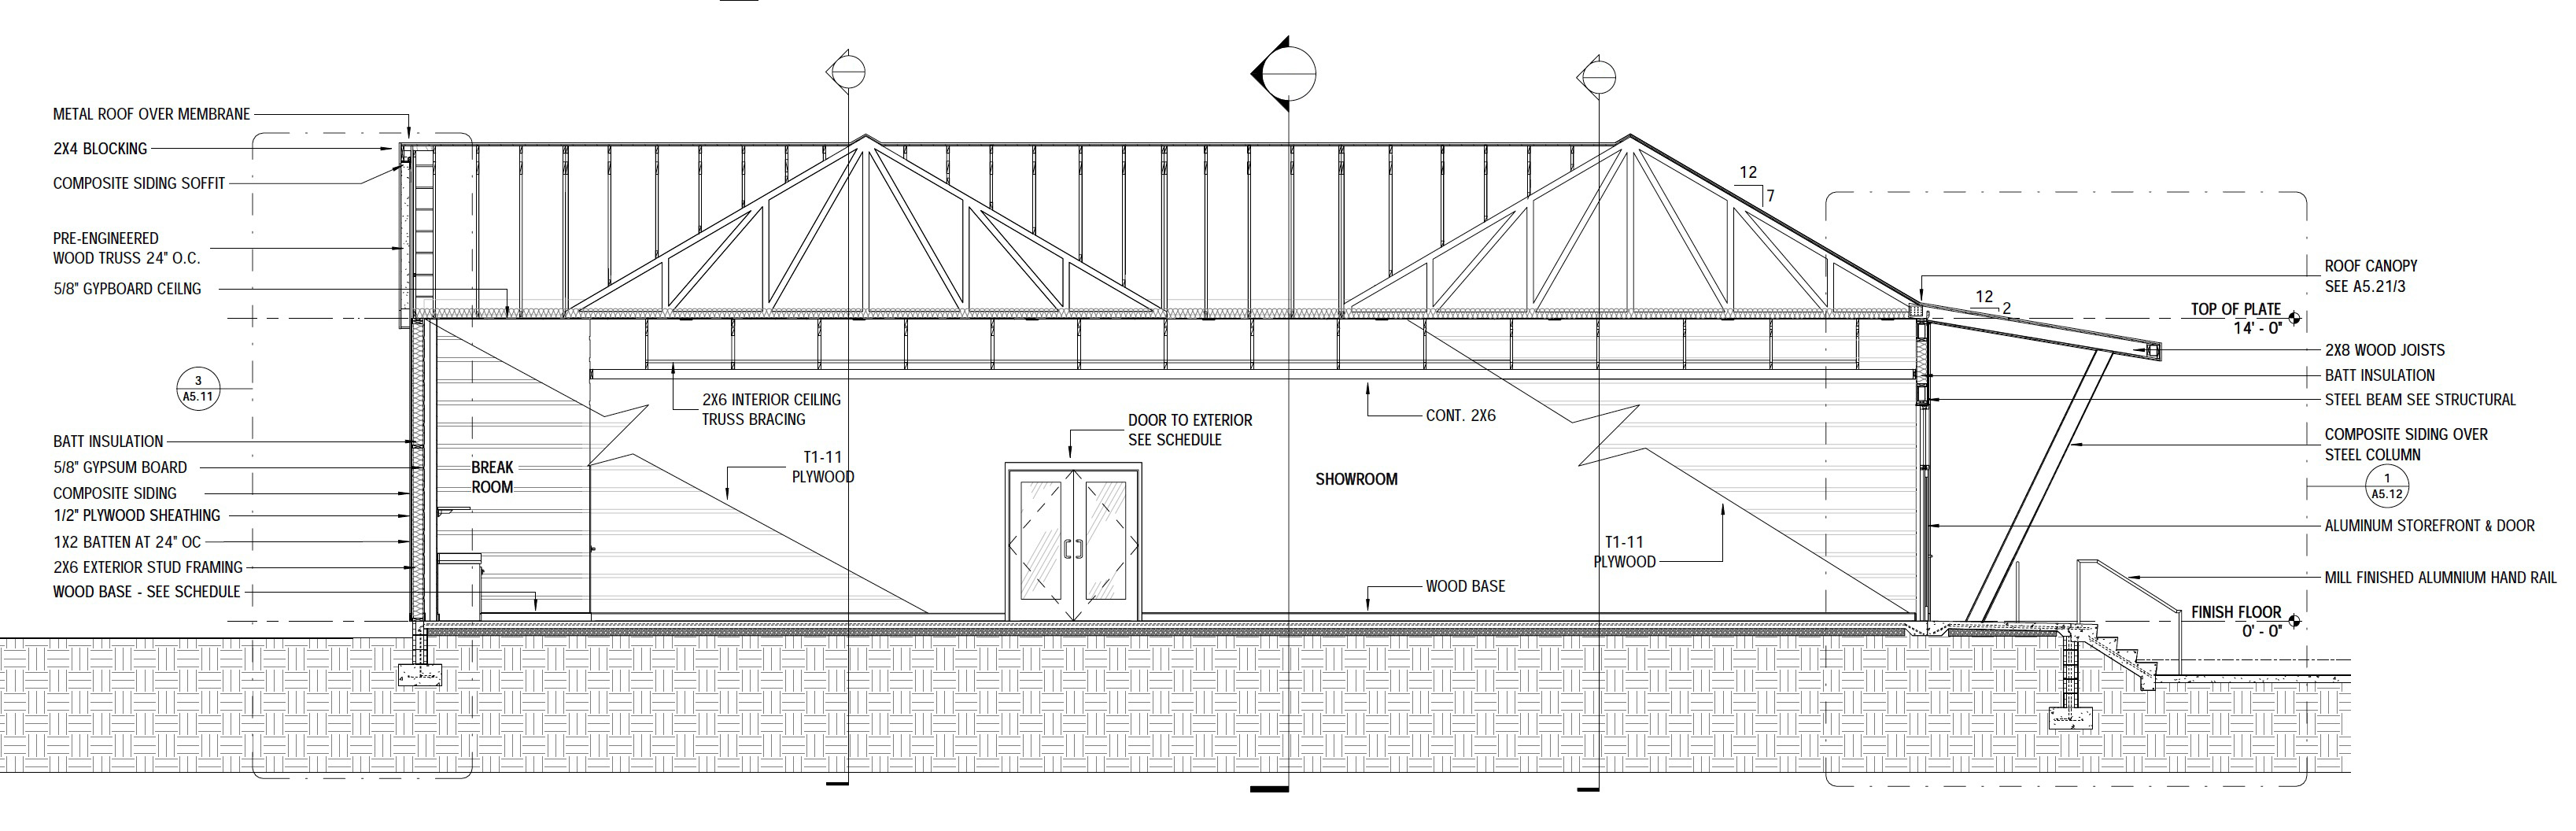 METAL ROOF OVER MEMBRANE
2X4 BLOCKING
COMPOSITE SIDING SOFFIT
PRE-ENGINEERED
WOOD TRUSS 24" O.C.
5/8" GYPBOARD CEILNG
3
A5.11
BATT INSULATION
5/8" GYPSUM BOARD
COMPOSITE SIDING
1/2" PLYWOOD SHEATHING
1X2 BATTEN AT 24" OC
2X6 EXTERIOR STUD FRAMING
WOOD BASE - SEE SCHEDULE
BREAK
ROOM
2X6 INTERIOR CEILING
TRUSS BRACING
T1-11
PLYWOOD
DOOR TO EXTERIOR
SEE SCHEDULE
CONT. 2X6
SHOWROOM
WOOD BASE
T1-11
PLYWOOD
12
7
12
2
ROOF CANOPY
SEE A5.21/3
TOP OF PLATE
14' - 0"
2X8 WOOD JOISTS
BATT INSULATION
STEEL BEAM SEE STRUCTURAL
COMPOSITE SIDING OVER
STEEL COLUMN
1
A5.12
ALUMINUM STOREFRONT & DOOR
MILL FINISHED ALUMNIUM HAND RAIL
FINISH FLOOR
0' - 0"